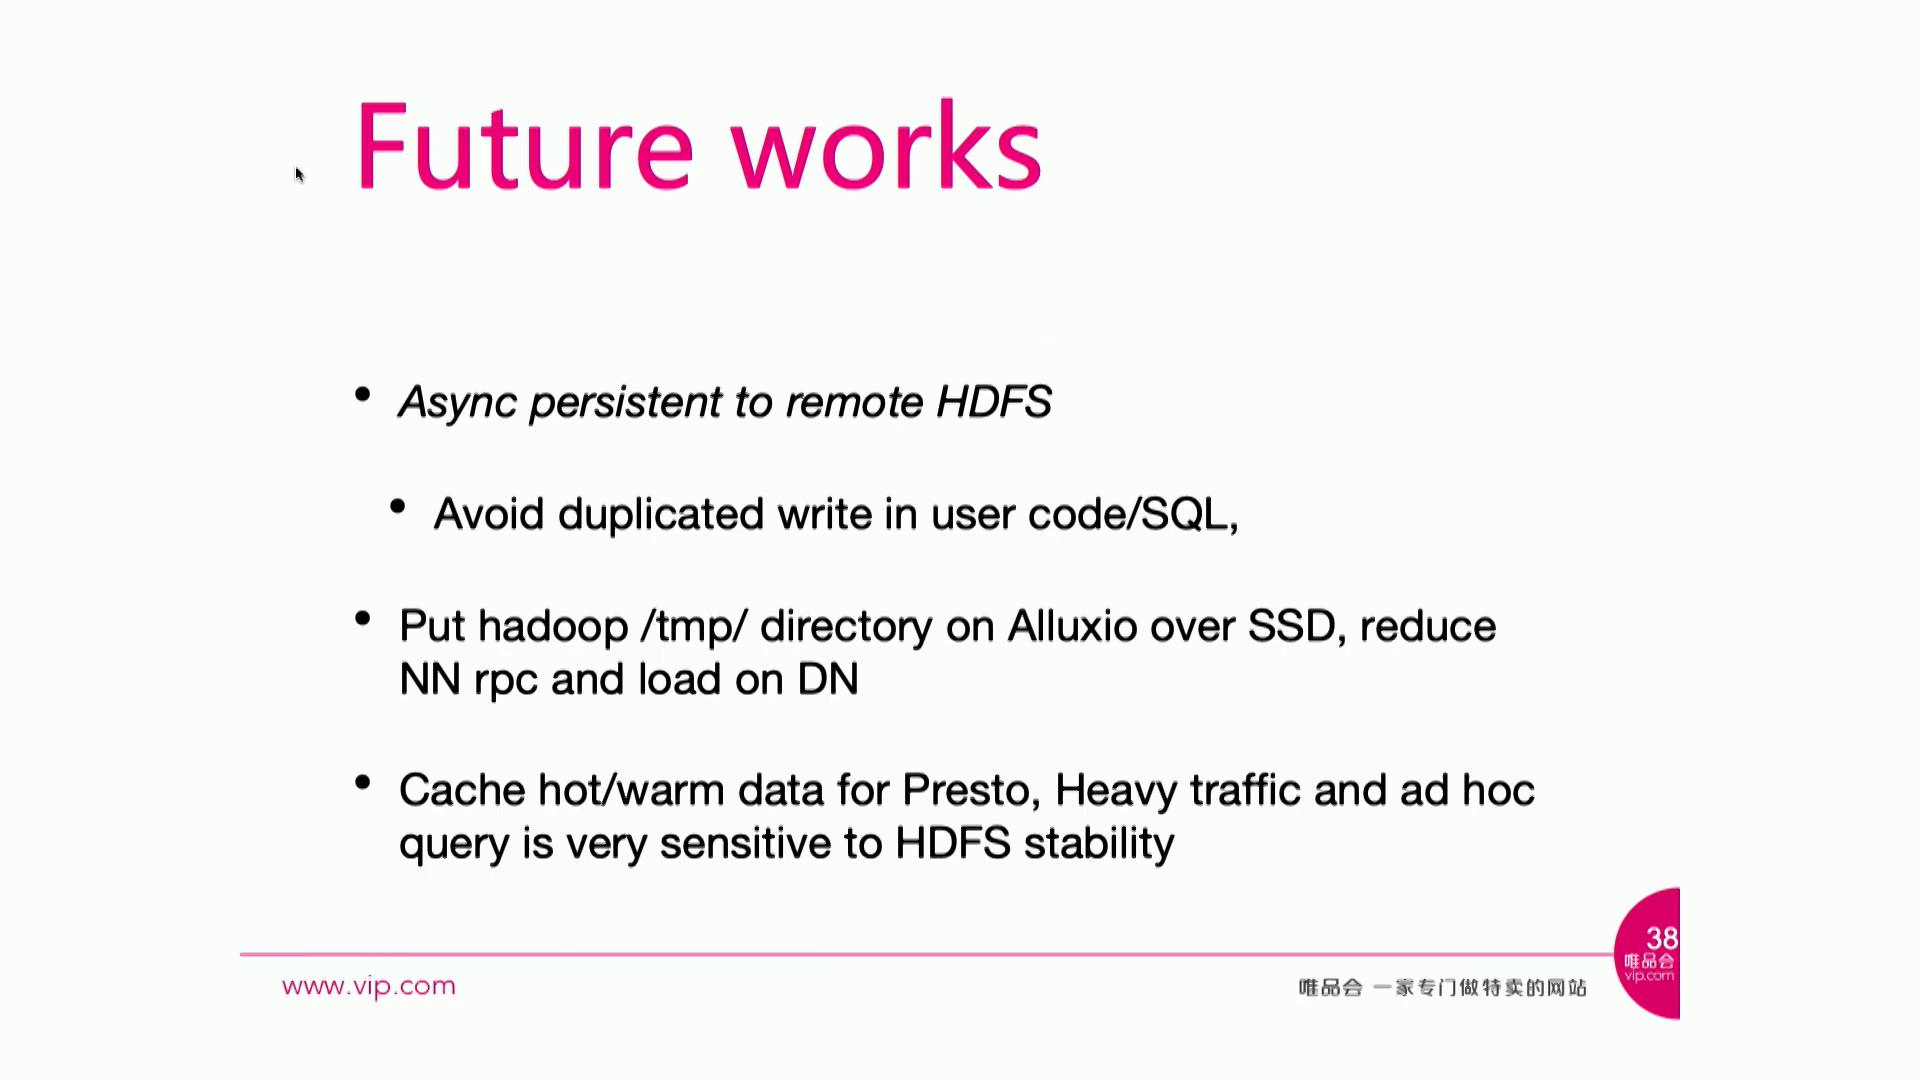 Future works
• Async persistent to remote HDFS
• Avoid duplicated write in user code/SQL,
• Put hadoop /tmp/ directory on Alluxio over SSD, reduce
NN rpc and load on DN
• Cache hot/warm data for Presto, Heavy traffic and ad hoc
query is very sensitive to HDFS stability
38
唯品会
vip.com
www.vip.com
唯品会 一家专门做特卖的网站